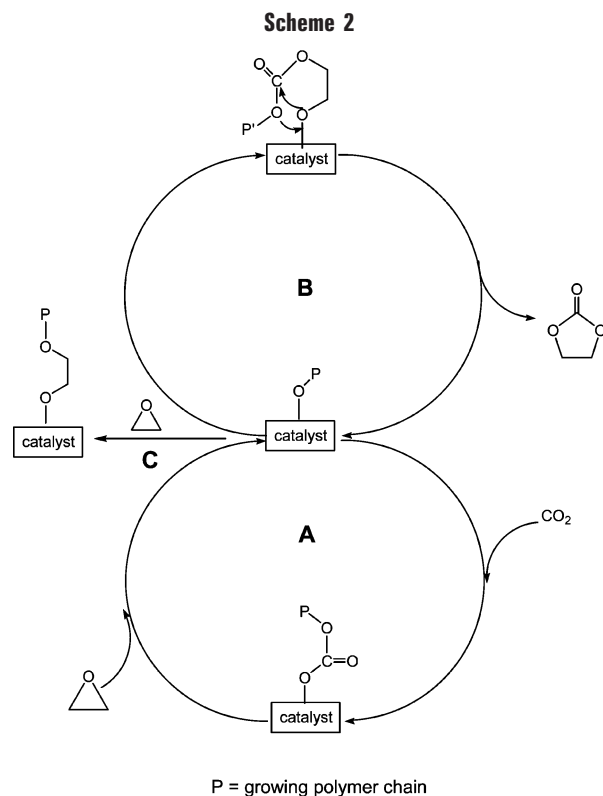 Scheme 2
O
O
C
O
O
P'
catalyst
B
O
O
O
P
O
O
catalyst
O
C
P
O
catalyst
A
CO2
P
O
C=O
O
catalyst
O
P = growing polymer chain